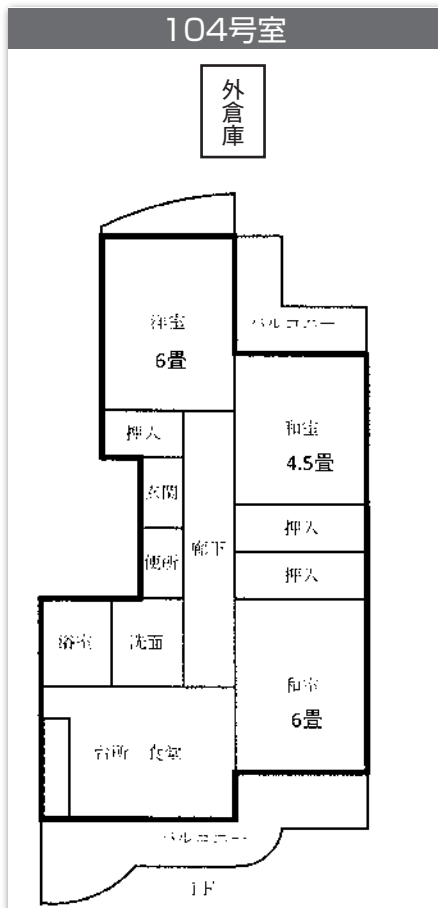 104号室
外倉庫
洋室
6畳
バルコニー
和室
4.5畳
押入
玄関
廊下
押入
便所
押入
浴室
洗面
和室
6畳
台所 食堂
バルコニー
1F